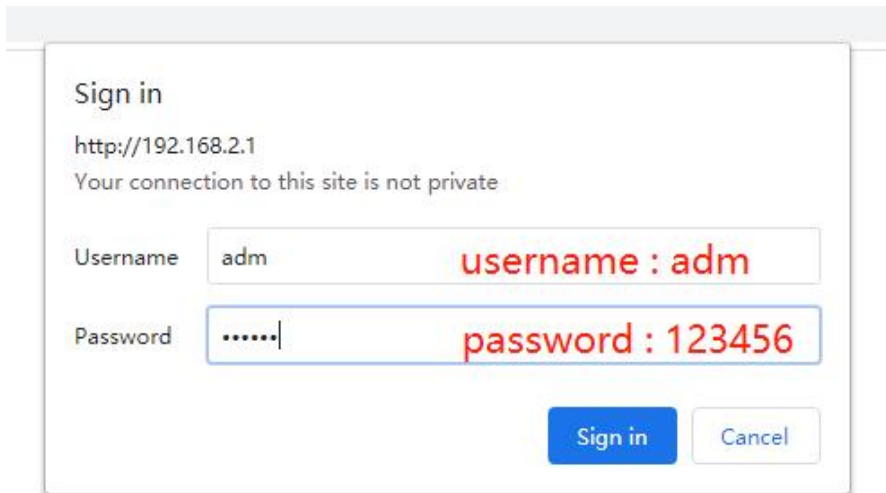 Sign in
http://192.168.2.1
Your connection to this site is not private
Username adm username : adm
Password •••••• password : 123456
Sign in Cancel